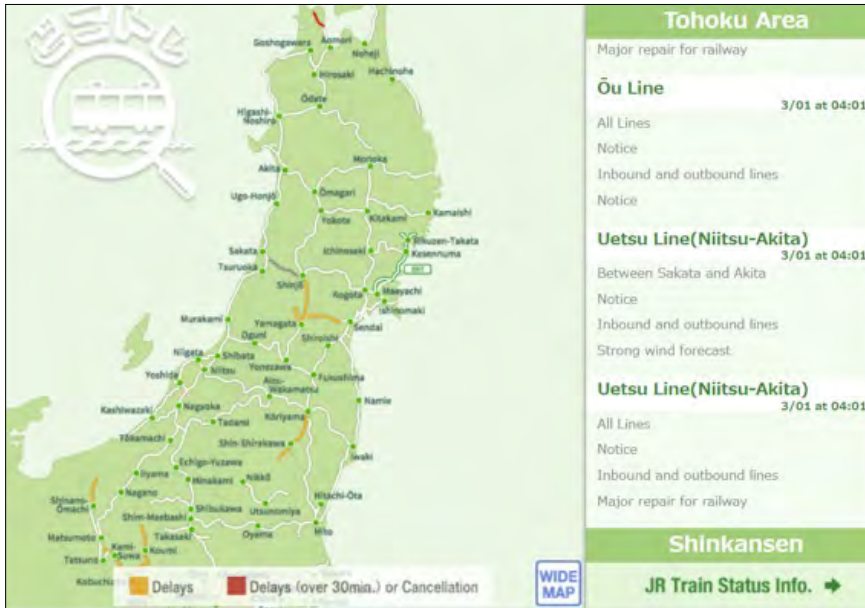 どこトレ
Goshogawara
Aomori
Noheji
Hirosaki
Hachinohe
Ōdate
Higashi-
Noshiro
Akita
Morioka
Ugo-Honjō
Ōmagari
Yokote
Kitakami
Kamaishi
Rikuzen-Takata
Kesennuma
Sakata
Tsuruoka
Ichinoseki
Shinjō
Kogota
Maeyachi
Ishinomaki
Murakami
Yamagata
Sendai
Oguni
Shiroishi
Niigata
Shibata
Niitsu
Yonezawa
Yoshida
Aizu-
Wakamatsu
Fukushima
Kashiwazaki
Nagaoka
Kōriyama
Namie
Tadami
Tōkamachi
Shin-Shirakawa
Echigo-Yuzawa
Iwaki
Iiyama
Minakami
Nikkō
Nagano
Hitachi-Ōta
Shinano-
Ōmachi
Shibukawa
Utsunomiya
Shim-Maebashi
Matsumoto
Takasaki
Oyama
Mito
Kami-
Suwa
Koumi
Tatsuno
Delays
Delays (over 30min.) or Cancellation
WIDE
MAP
Tohoku Area
Major repair for railway
Ōu Line
3/01 at 04:01
All Lines
Notice
Inbound and outbound lines
Notice
Uetsu Line(Niitsu-Akita)
3/01 at 04:01
Between Sakata and Akita
Notice
Inbound and outbound lines
Strong wind forecast
Uetsu Line(Niitsu-Akita)
3/01 at 04:01
All Lines
Notice
Inbound and outbound lines
Major repair for railway
Shinkansen
JR Train Status Info.